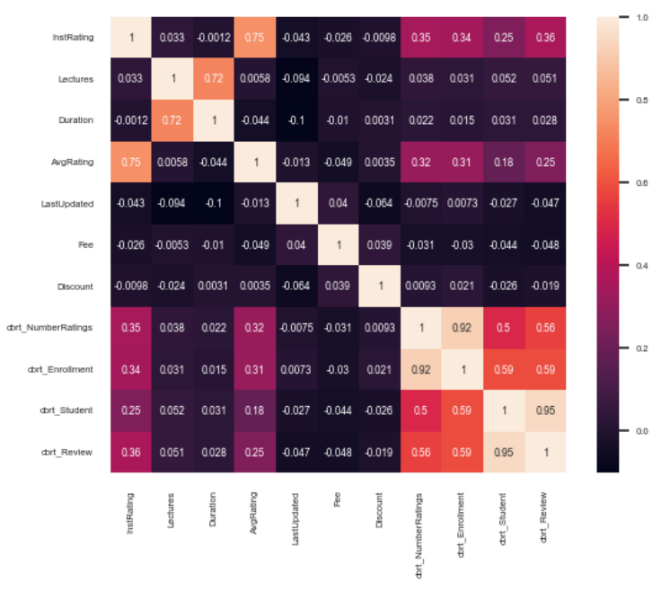 InstRating 1 0.033 -0.0012 0.75 -0.043 -0.026 -0.0098 0.35 0.34 0.25 0.36
Lectures 0.033 1 0.72 0.0058 -0.094 -0.0053 -0.024 0.038 0.031 0.052 0.051
Duration -0.0012 0.72 1 -0.044 -0.1 -0.01 0.0031 0.022 0.015 0.031 0.028
AvgRating 0.75 0.0058 -0.044 1 -0.013 -0.049 0.0035 0.32 0.31 0.18 0.25
LastUpdated -0.043 -0.094 -0.1 -0.013 1 0.04 -0.064 -0.0075 0.0073 -0.027 -0.047
Fee -0.026 -0.0053 -0.01 -0.049 0.04 1 0.039 -0.031 -0.03 -0.044 -0.048
Discount -0.0098 -0.024 0.0031 0.0035 -0.064 0.039 1 0.0093 0.021 -0.026 -0.019
cbrt_NumberRatings 0.35 0.038 0.022 0.32 -0.0075 -0.031 0.0093 1 0.92 0.5 0.56
cbrt_Enrollment 0.34 0.031 0.015 0.31 0.0073 -0.03 0.021 0.92 1 0.59 0.59
cbrt_Student 0.25 0.052 0.031 0.18 -0.027 -0.044 -0.026 0.5 0.59 1 0.95
cbrt_Review 0.36 0.051 0.028 0.25 -0.047 -0.048 -0.019 0.56 0.59 0.95 1
InstRating
Lectures
Duration
AvgRating
LastUpdated
Fee
Discount
cbrt_NumberRatings
cbrt_Enrollment
cbrt_Student
cbrt_Review
1.0
0.8
0.6
0.4
0.2
0.0